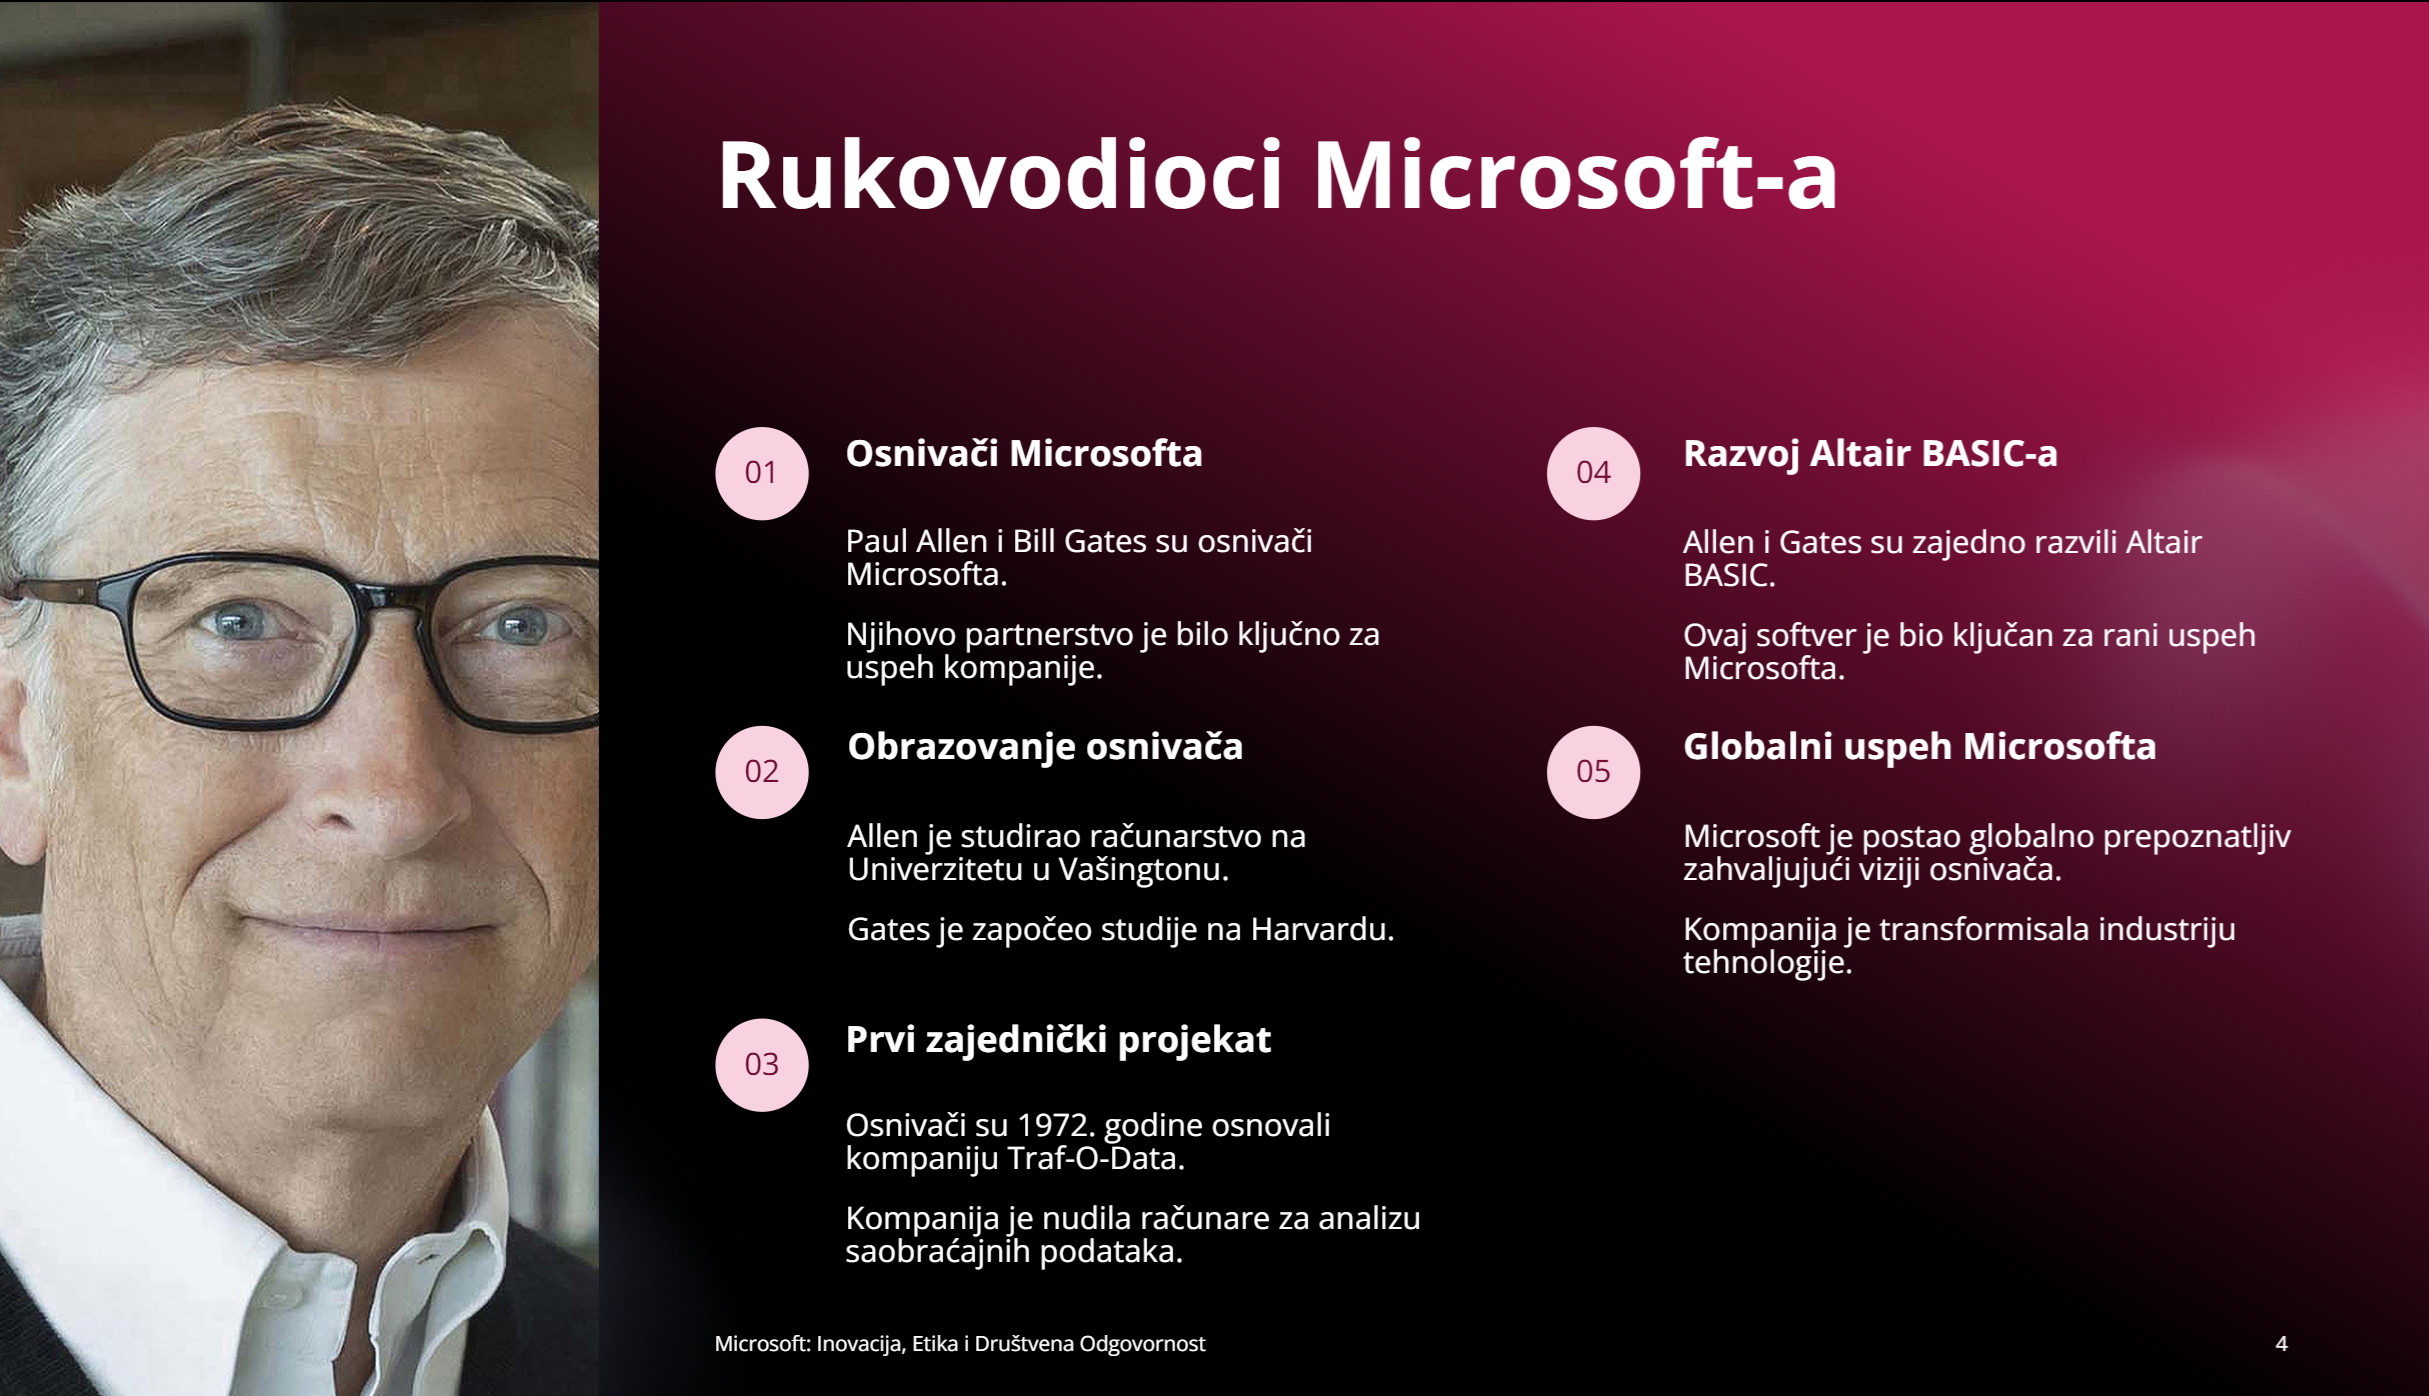 Rukovodioci Microsoft-a
01
Osnivači Microsofta
Paul Allen i Bill Gates su osnivači
Microsofta.
Njihovo partnerstvo je bilo ključno za
uspeh kompanije.
02
Obrazovanje osnivača
Allen je studirao računarstvo na
Univerzitetu u Vašingtonu.
Gates je započeo studije na Harvardu.
03
Prvi zajednički projekat
Osnivači su 1972. godine osnovali
kompaniju Traf-O-Data.
Kompanija je nudila računare za analizu
saobraćajnih podataka.
04
Razvoj Altair BASIC-a
Allen i Gates su zajedno razvili Altair
BASIC.
Ovaj softver je bio ključan za rani uspeh
Microsofta.
05
Globalni uspeh Microsofta
Microsoft je postao globalno prepoznatljiv
zahvaljujući viziji osnivača.
Kompanija je transformisala industriju
tehnologije.
Microsoft: Inovacija, Etika i Društvena Odgovornost
4